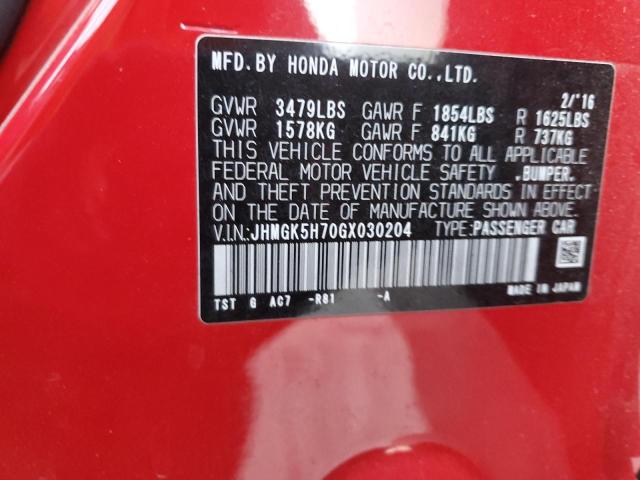 MFD.BY HONDA MOTOR CO.,LTD.
2/'16
GVWR 3479LBS GAWR F 1854LBS R 1625LBS
GVWR 1578KG GAWR F 841KG R 737KG
THIS VEHICLE CONFORMS TO ALL APPLICABLE
FEDERAL MOTOR VEHICLE SAFETY ,BUMPER,
AND THEFT PREVENTION STANDARDS IN EFFECT
ON THE DATE OF MANUFACTURE SHOWN ABOVE.
V.I.N.:JHMGK5H70GX030204 TYPE:PASSENGER CAR
TST G AC7 -R81 -A MADE IN JAPAN